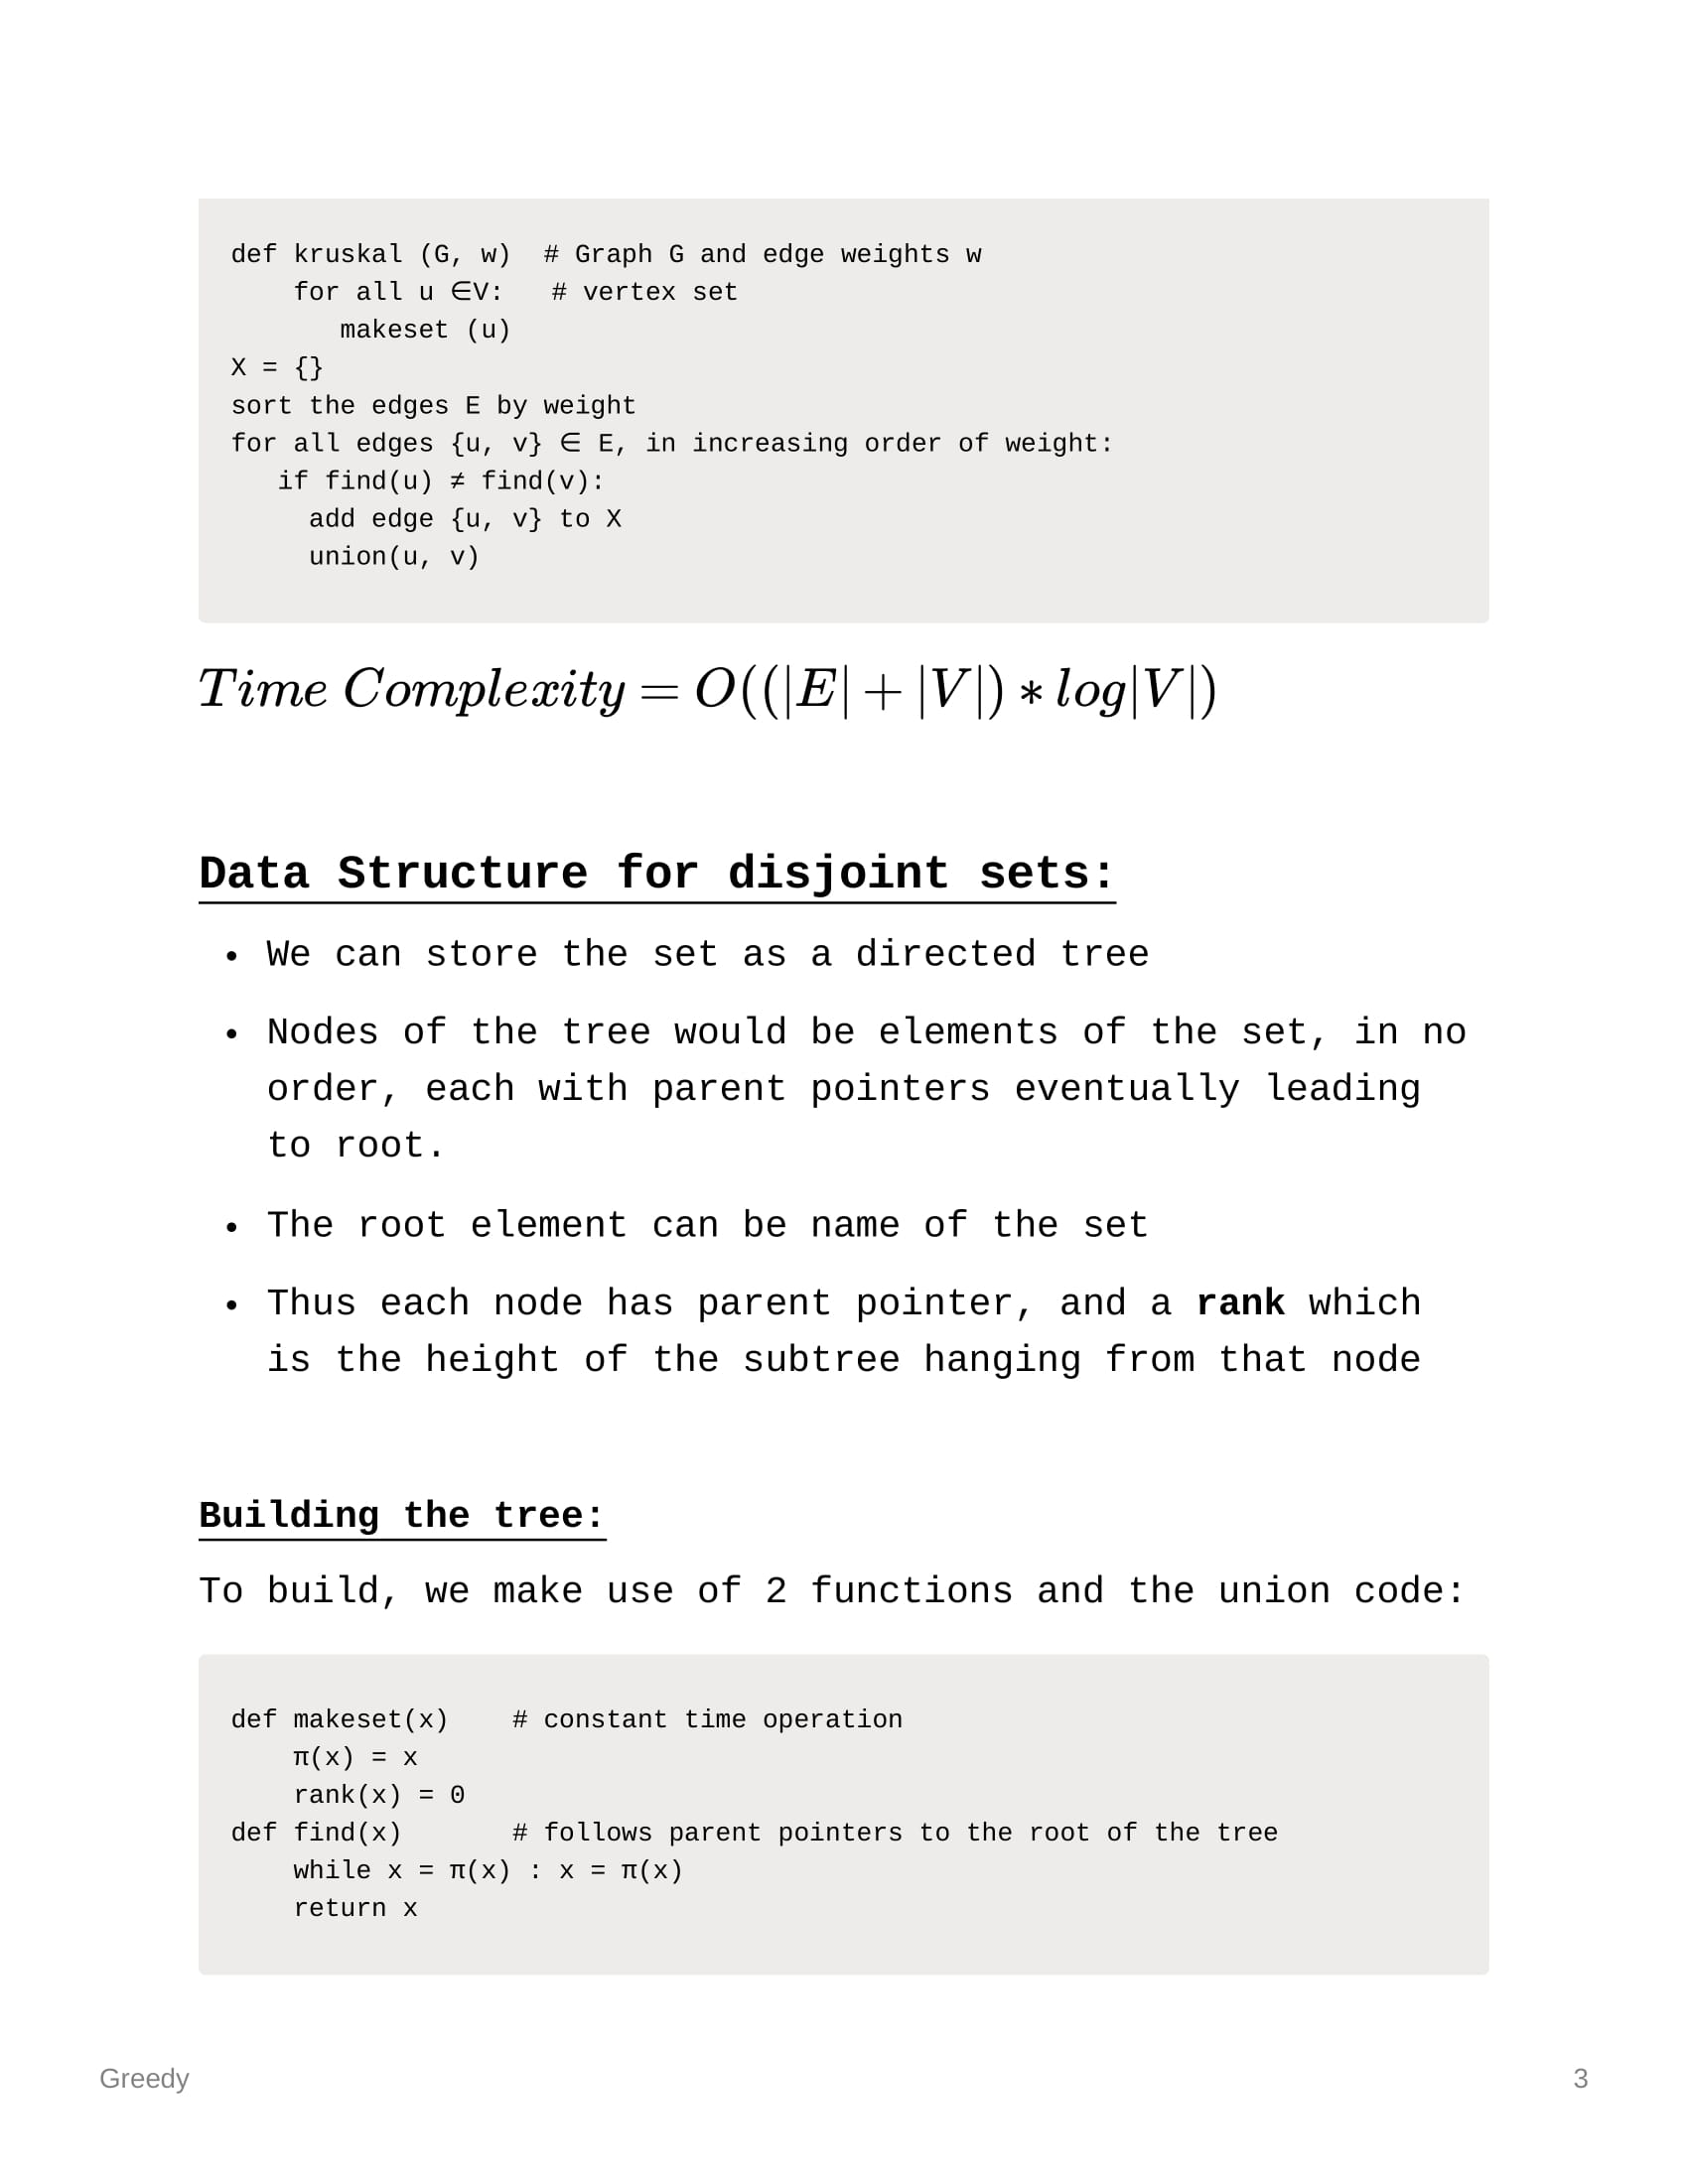 def kruskal (G, w)  # Graph G and edge weights w
    for all u ∈V:   # vertex set
       makeset (u)
X = {}
sort the edges E by weight
for all edges {u, v} ∈ E, in increasing order of weight:
   if find(u) ≠ find(v):
     add edge {u, v} to X
     union(u, v)
Time Complexity = O((|E| + |V|) * log|V|)
Data Structure for disjoint sets:
• We can store the set as a directed tree
• Nodes of the tree would be elements of the set, in no
order, each with parent pointers eventually leading
to root.
• The root element can be name of the set
• Thus each node has parent pointer, and a rank which
is the height of the subtree hanging from that node
Building the tree:
To build, we make use of 2 functions and the union code:
def makeset(x)    # constant time operation
    π(x) = x
    rank(x) = 0
def find(x)       # follows parent pointers to the root of the tree
    while x = π(x) : x = π(x)
    return x
Greedy 3